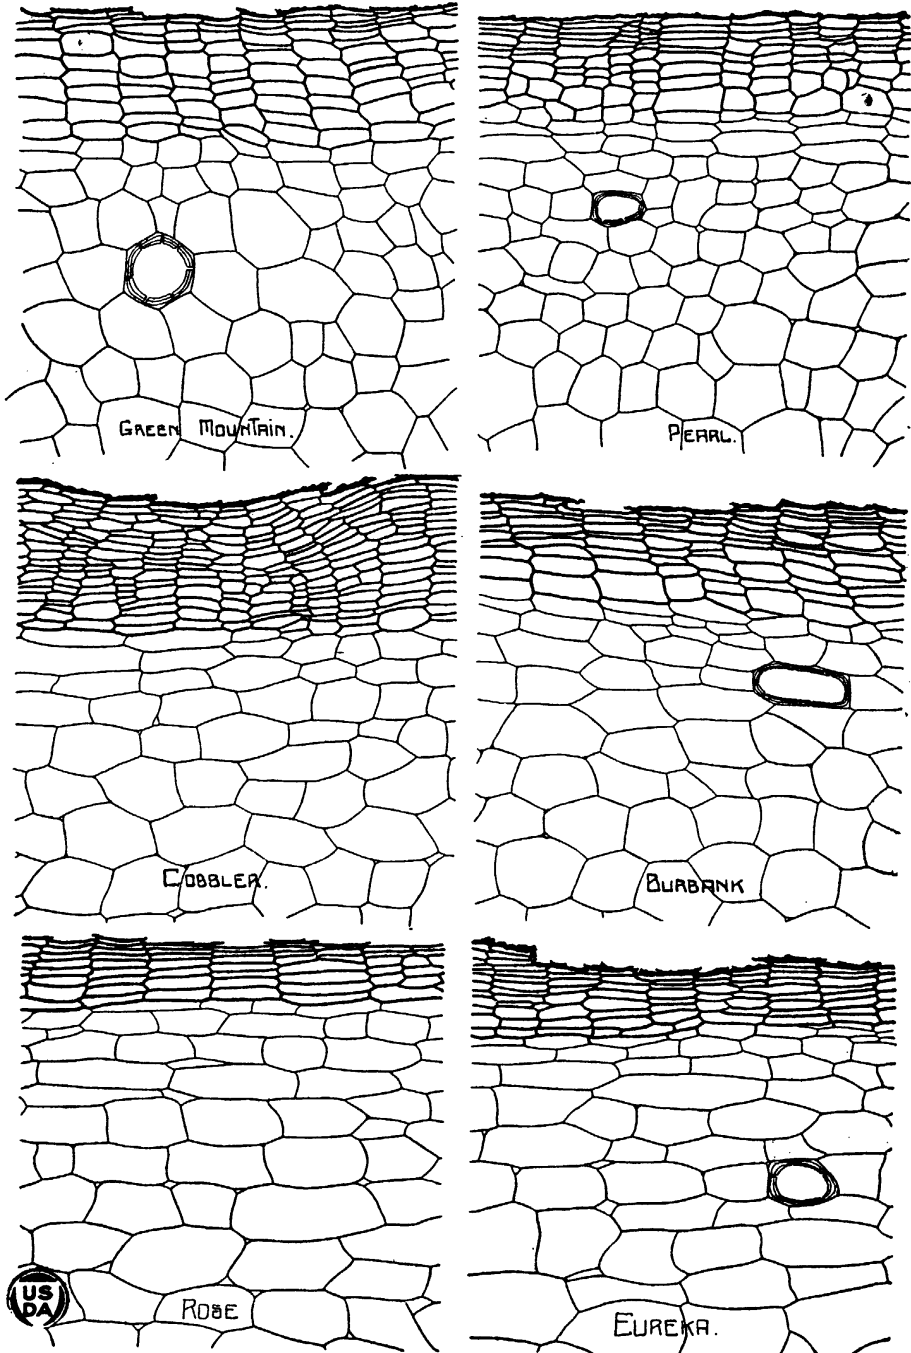 GREEN MOUNTAIN.
PEARL.
COBBLER.
BURBANK
ROSE
EUREKA.
US
DA